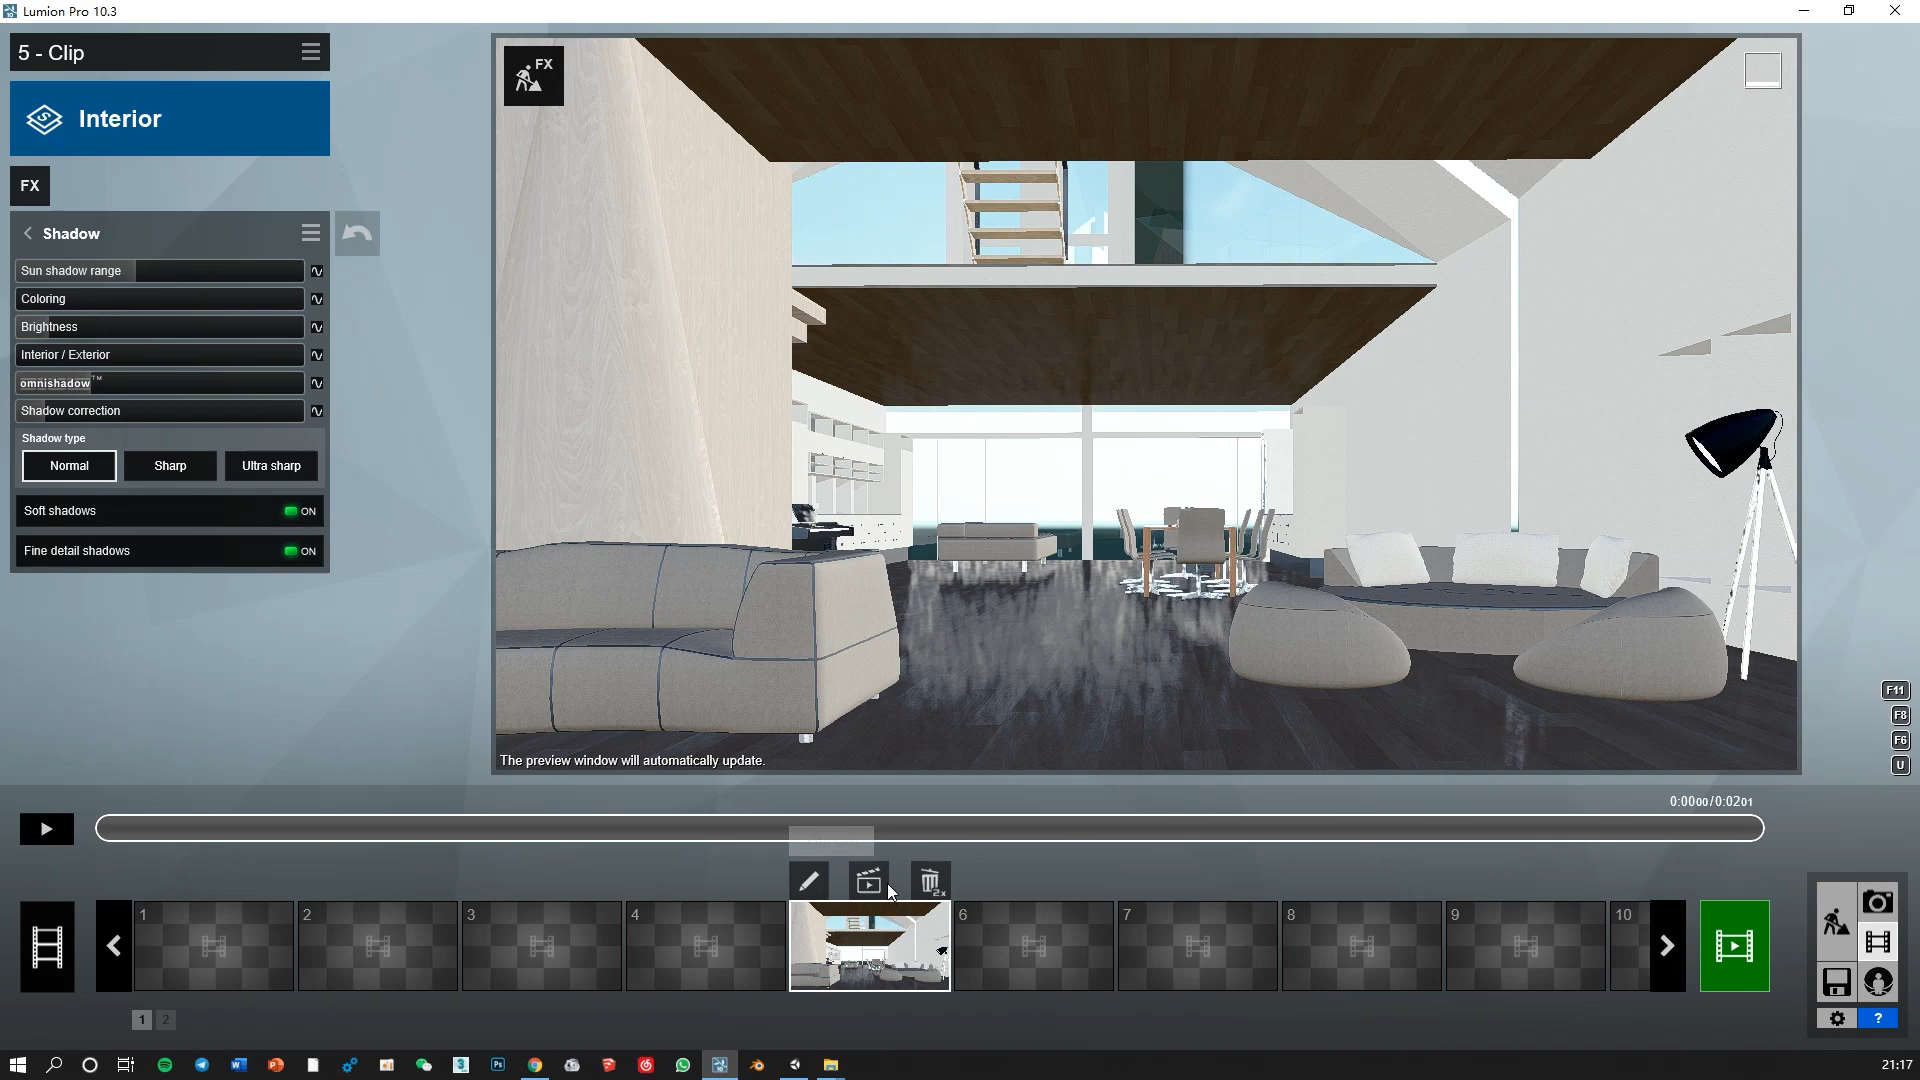 Lumion Pro 10.3
5 - Clip
Interior
FX
Shadow
Sun shadow range
Coloring
Brightness
Interior / Exterior
omnishadow™
Shadow correction
Shadow type
Normal
Sharp
Ultra sharp
Soft shadows
ON
Fine detail shadows
ON
FX
The preview window will automatically update.
F11
F8
F6
U
0:0000/0:0201
2x
1
2
3
4
6
7
8
9
10
1
2
?
21:17